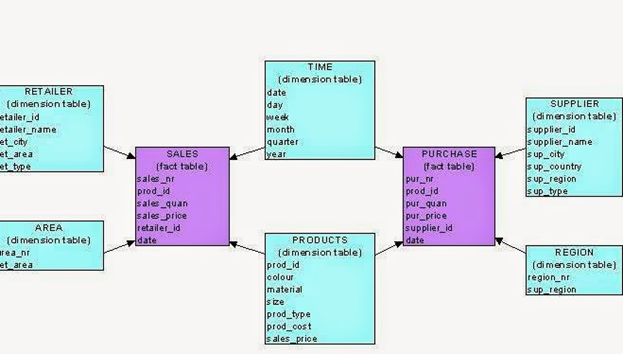 RETAILER
(dimension table)
etailer_id
etailer_name
et_city
et_area
et_type
AREA
(dimension table)
area_nr
et_area
SALES
(fact table)
sales_nr
prod_id
sales_quan
sales_price
retailer_id
date
TIME
(dimension table)
date
day
week
month
quarter
year
PRODUCTS
(dimension table)
prod_id
colour
material
size
prod_type
prod_cost
sales_price
PURCHASE
(fact table)
pur_nr
prod_id
pur_quan
pur_price
supplier_id
date
SUPPLIER
(dimension table)
supplier_id
supplier_name
sup_city
sup_country
sup_region
sup_type
REGION
(dimension table)
region_nr
sup_region